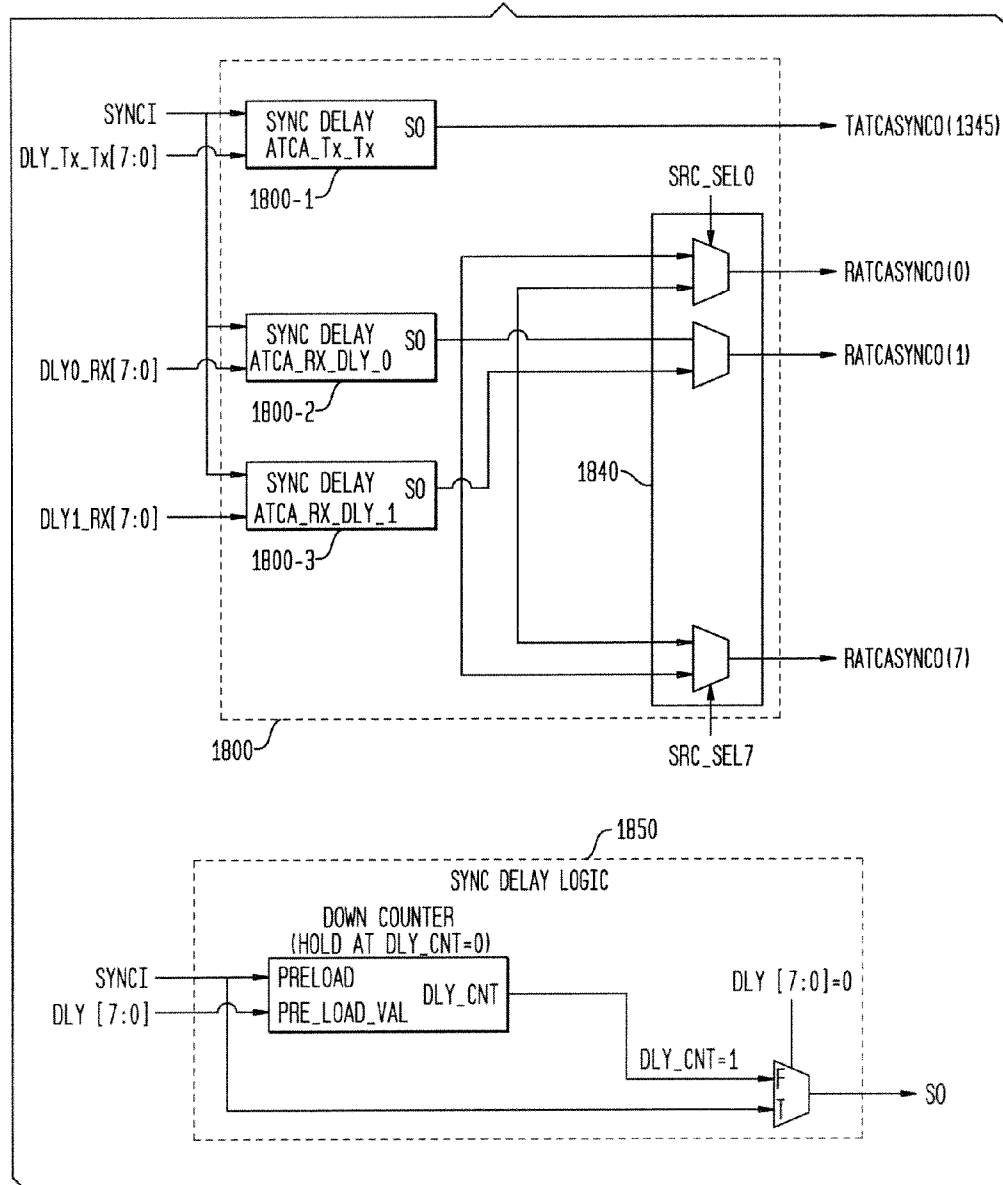 SYNCI
DLY_Tx_Tx[7:0]
SYNC DELAY
ATCA_Tx_Tx
SO
1800-1
TATCASYNCO(1345)
SRC_SEL0
RATCASYNCO(0)
SYNC DELAY
ATCA_RX_DLY_0
SO
DLY0_RX[7:0]
1800-2
RATCASYNCO(1)
SYNC DELAY
ATCA_RX_DLY_1
SO
DLY1_RX[7:0]
1800-3
1840
RATCASYNCO(7)
1800
SRC_SEL7
1850
SYNC DELAY LOGIC
DOWN COUNTER
(HOLD AT DLY_CNT=0)
SYNCI
PRELOAD
DLY [7:0]
PRE_LOAD_VAL
DLY_CNT
DLY [7:0]=0
DLY_CNT=1
F
T
SO